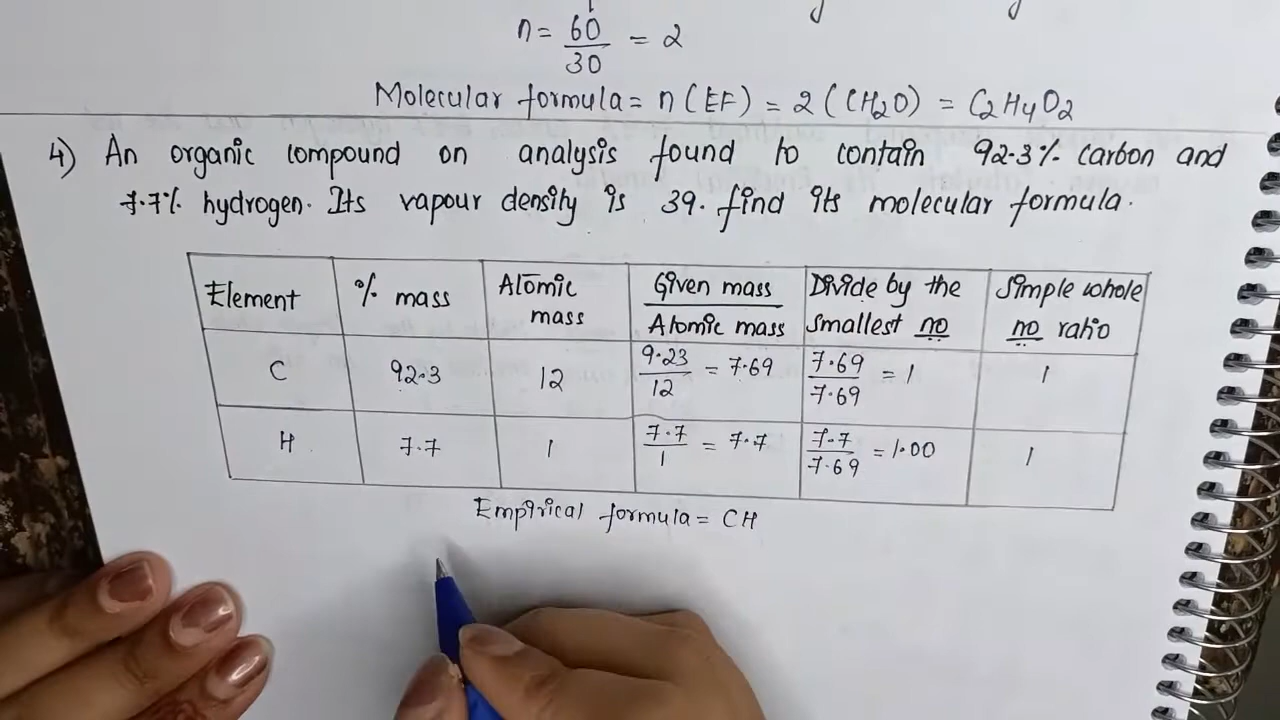 n = 60/30 = 2
Molecular formula = n(EF) = 2(CH2O) = C2H4O2
4) An organic compound on analysis found to contain 92.3% carbon and
7.7% hydrogen. Its vapour density is 39. find its molecular formula.
Element | % mass | Atomic mass | Given mass / Atomic mass | Divide by the smallest no | Simple whole no ratio
C | 92.3 | 12 | 9.23/12 = 7.69 | 7.69/7.69 = 1 | 1
H | 7.7 | 1 | 7.7/1 = 7.7 | 7.7/7.69 = 1.00 | 1
Empirical formula = CH